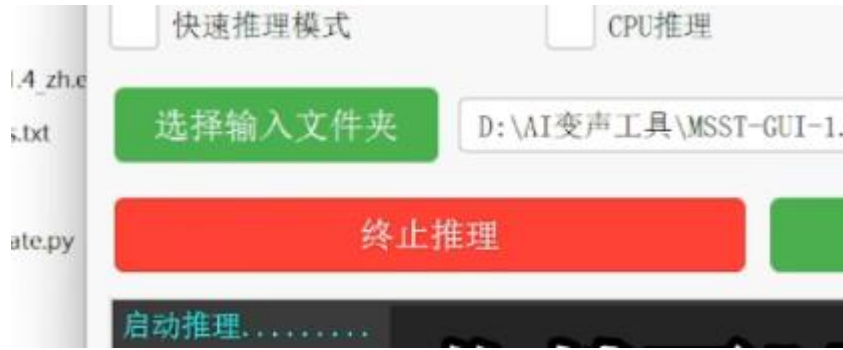 快速推理模式 CPU推理
1.4_zh.e
s.txt
选择输入文件夹 D:\AI变声工具\MSST-GUI-1.
ate.py
终止推理
启动推理.........